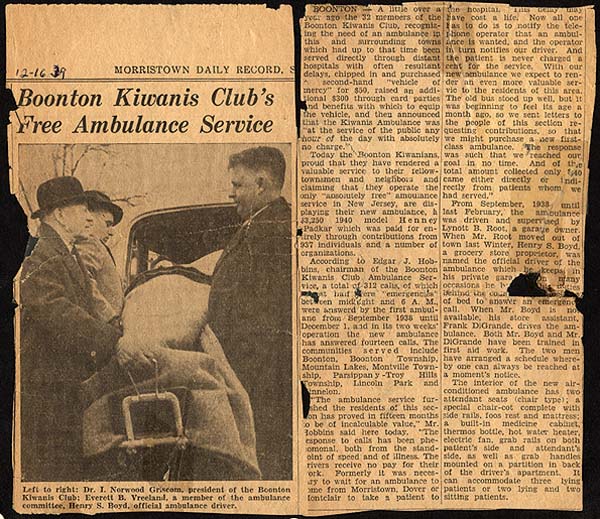 12-16 39
MORRISTOWN DAILY RECORD, S
Boonton Kiwanis Club's
Free Ambulance Service
Left to right: Dr. I. Norwood Griscom, president of the Boonton
Kiwanis Club; Everett B. Vreeland, a member of the ambulance
committee, Henry S. Boyd, official ambulance driver.
BOONTON — A little over a
year ago the 32 members of the
Boonton Kiwanis Club, recogniz-
ing the need of an ambulance in
this and surrounding towns
which had up to that time been
served directly through distant
hospitals with often resultant
delays, chipped in and purchased
a second-hand "vehicle of
mercy" for $50, raised an addi-
tional $300 through card parties
and benefits with which to equip
the vehicle, and then announced
that the Kiwanis Ambulance was
"at the service of the public any
hour of the day with absolutely
no charge."
Today the Boonton Kiwanians,
proud that they have rendered a
valuable service to their fellow-
townsmen and neighbors and
claiming that they operate the
only "absolutely free" amoulance
service in New Jersey, are dis-
playing their new ambulance, a
$3,250 1940 model Henney
Padkar which was paid for en-
tirely through contributions from
357 individuals and a number of
organizations.
According to Edgar J. Hob-
bins, chairman of the Boonton
Kiwanis Club Ambulance Ser-
vice, a total of 312 calls, of which
most had were "emergencies"
between midnight and 6 A. M.,
were answerd by the first ambul-
ance from September 1938 until
December 1, and in its two weeks'
operation the new ambulance
has answered fourteen calls. The
communities served include
Boonton, Boonton Township,
Mountain Lakes, Montville Town-
ship, Parsippany-Troy Hills
Township, Lincoln Park and
Kinnelon.
"The ambulance service fur-
nished the residents of this sec-
tion has proved in fifteen months
to be of incalculable value," Mr.
Hobbins said here today. "The
response to calls has been phe-
nomenal, both from the stand-
point of speed and of illness. The
drivers receive no pay for their
work. Formerly it was neces-
sary to wait for an ambulance to
come from Morristown, Dover or
Montclair to take a patient to
the hospital. This delay may
have cost a life. Now all one
has to do is to notify the tele-
phone operator that an ambul-
ance is wanted, and the operator
in turn notifies our driver. And
the patient is never charged a
cent for service. With our
new ambulance we expect to ren-
der an even more valuable ser-
vice to the residents of this area.
The old bus stood up well, but it
was beginning to feel its age a
month ago, so we sent letters to
the people of this section re-
questing contributions, so that
we might purchase a new first-
class ambulance. The response
was such that we reached our
goal in no time. And of the
total amount collected only $40
came either directly or indi-
rectly from patients whom we
had served."
From September, 1938 until
last February, the ambulance
was driven and supervised by
Lynott B. Root, a garage owner.
When Mr. Root moved out of
town last Winter, Henry S. Boyd,
a grocery store proprietor, was
named the official driver of the
ambulance which he keeps in
his private gara many
occasions he
behind the
of bed to answer an emergency
call. When Mr. Boyd is not
available, his store assistant,
Frank DiGrande, drives the am-
bulance. Both Mr. Boyd and Mr.
DiGrande have been trained in
first aid work. The two men
have arranged a schedule where-
by one can always be reached at
a moment's notice.
The interior of the new air-
conditioned ambulance has two
attendant seats (chair type); a
special chair-cot complete with
side rails, foos rest and mattress;
a built-in medicine cabinet,
thermos bottle, hot water heater,
electric fan, grab rails on both
patient's side and attendant's
side, as well as grab handles
mounted on a partition in back
of the driver's apartment. It
can accommodate three lying
patients or two lying and two
sitting patients.